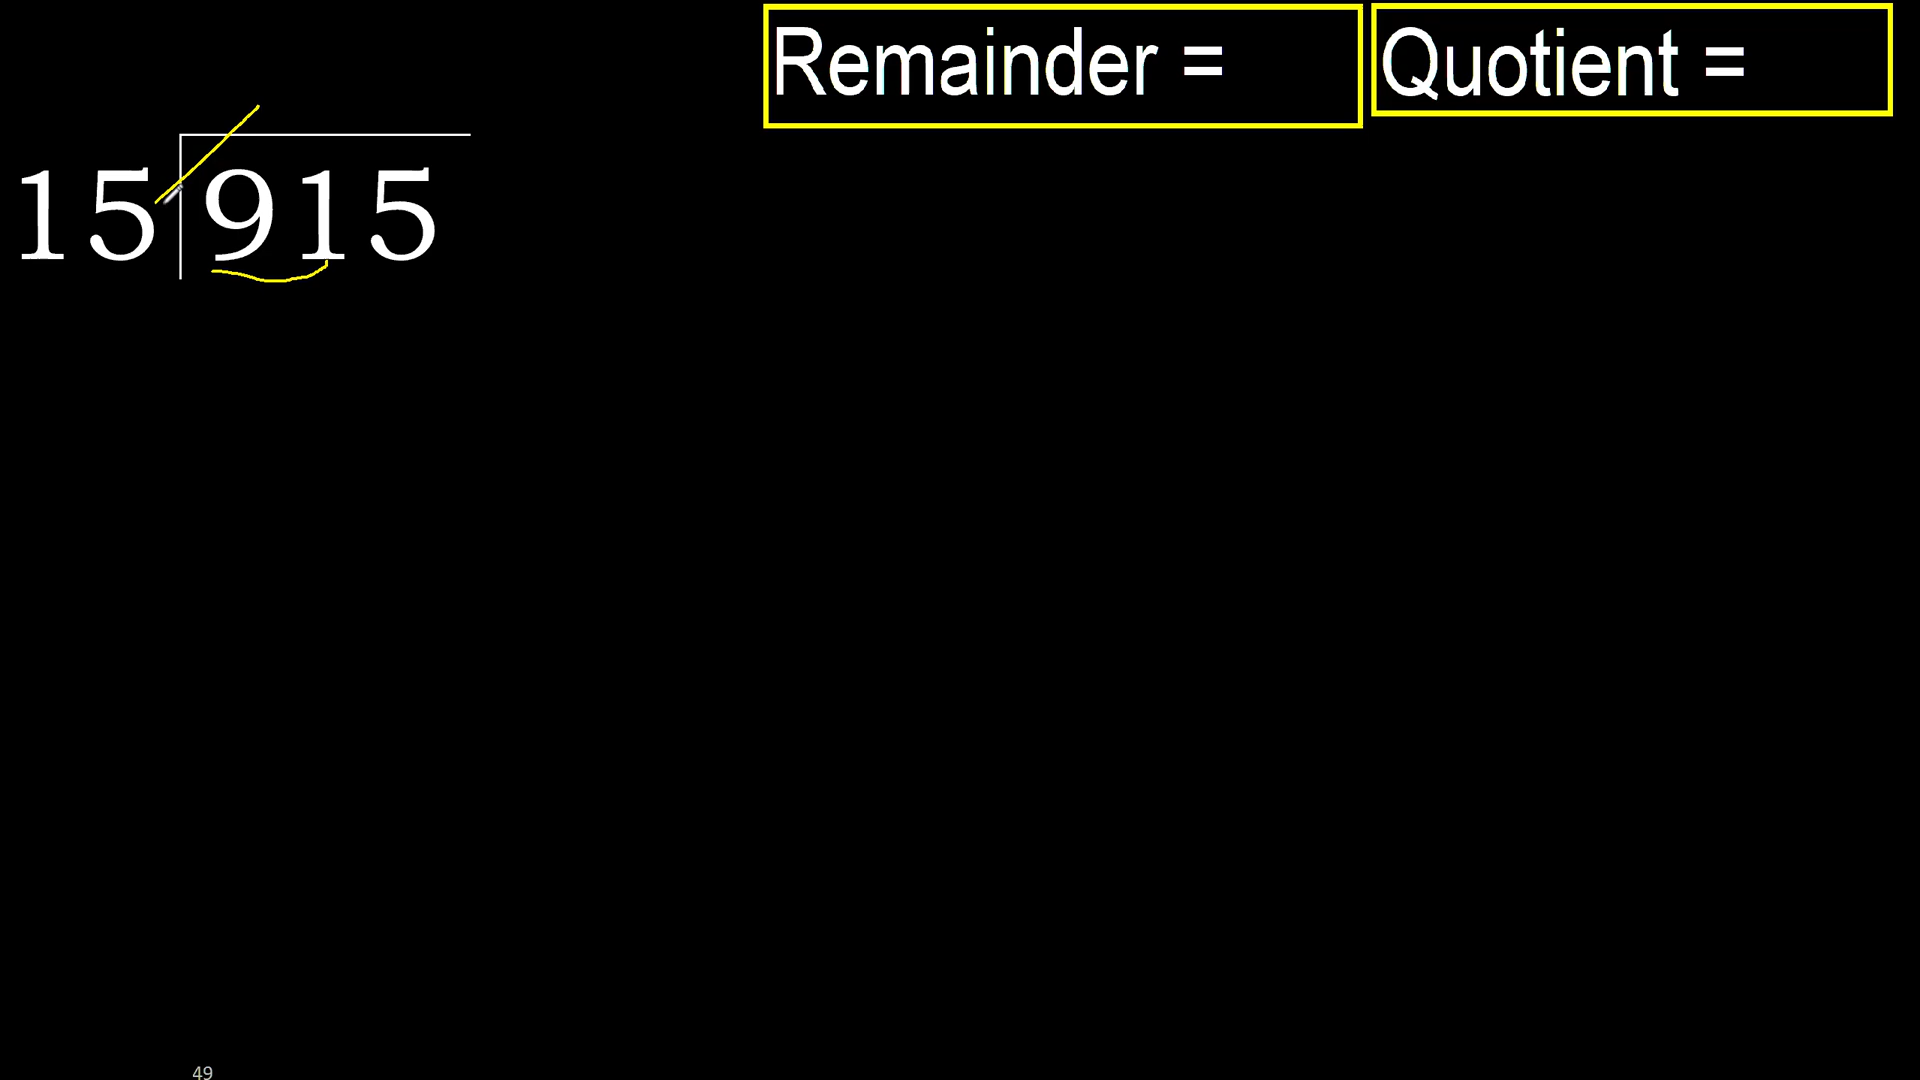 Remainder = Quotient =
15 915
49